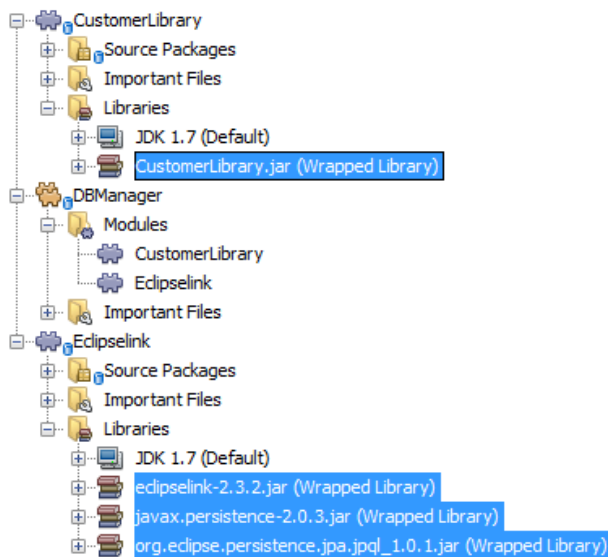 CustomerLibrary
Source Packages
Important Files
Libraries
JDK 1.7 (Default)
CustomerLibrary.jar (Wrapped Library)
DBManager
Modules
CustomerLibrary
Eclipselink
Important Files
Eclipselink
Source Packages
Important Files
Libraries
JDK 1.7 (Default)
eclipselink-2.3.2.jar (Wrapped Library)
javax.persistence-2.0.3.jar (Wrapped Library)
org.eclipse.persistence.jpa.jpql_1.0.1.jar (Wrapped Library)